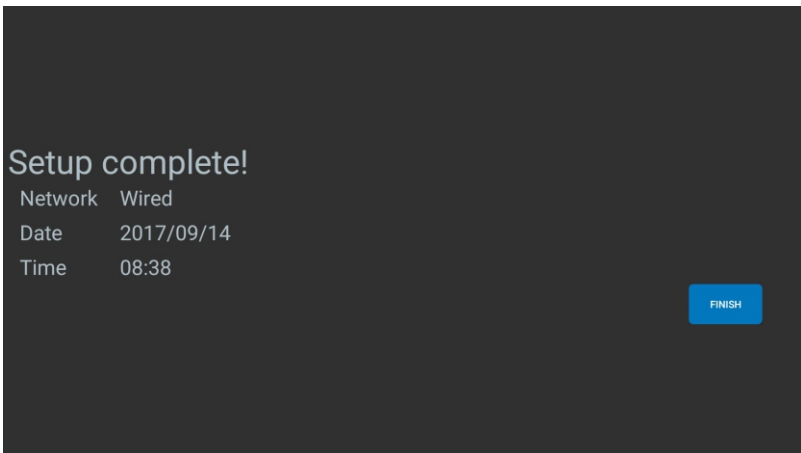 Setup complete!
Network Wired
Date 2017/09/14
Time 08:38
FINISH